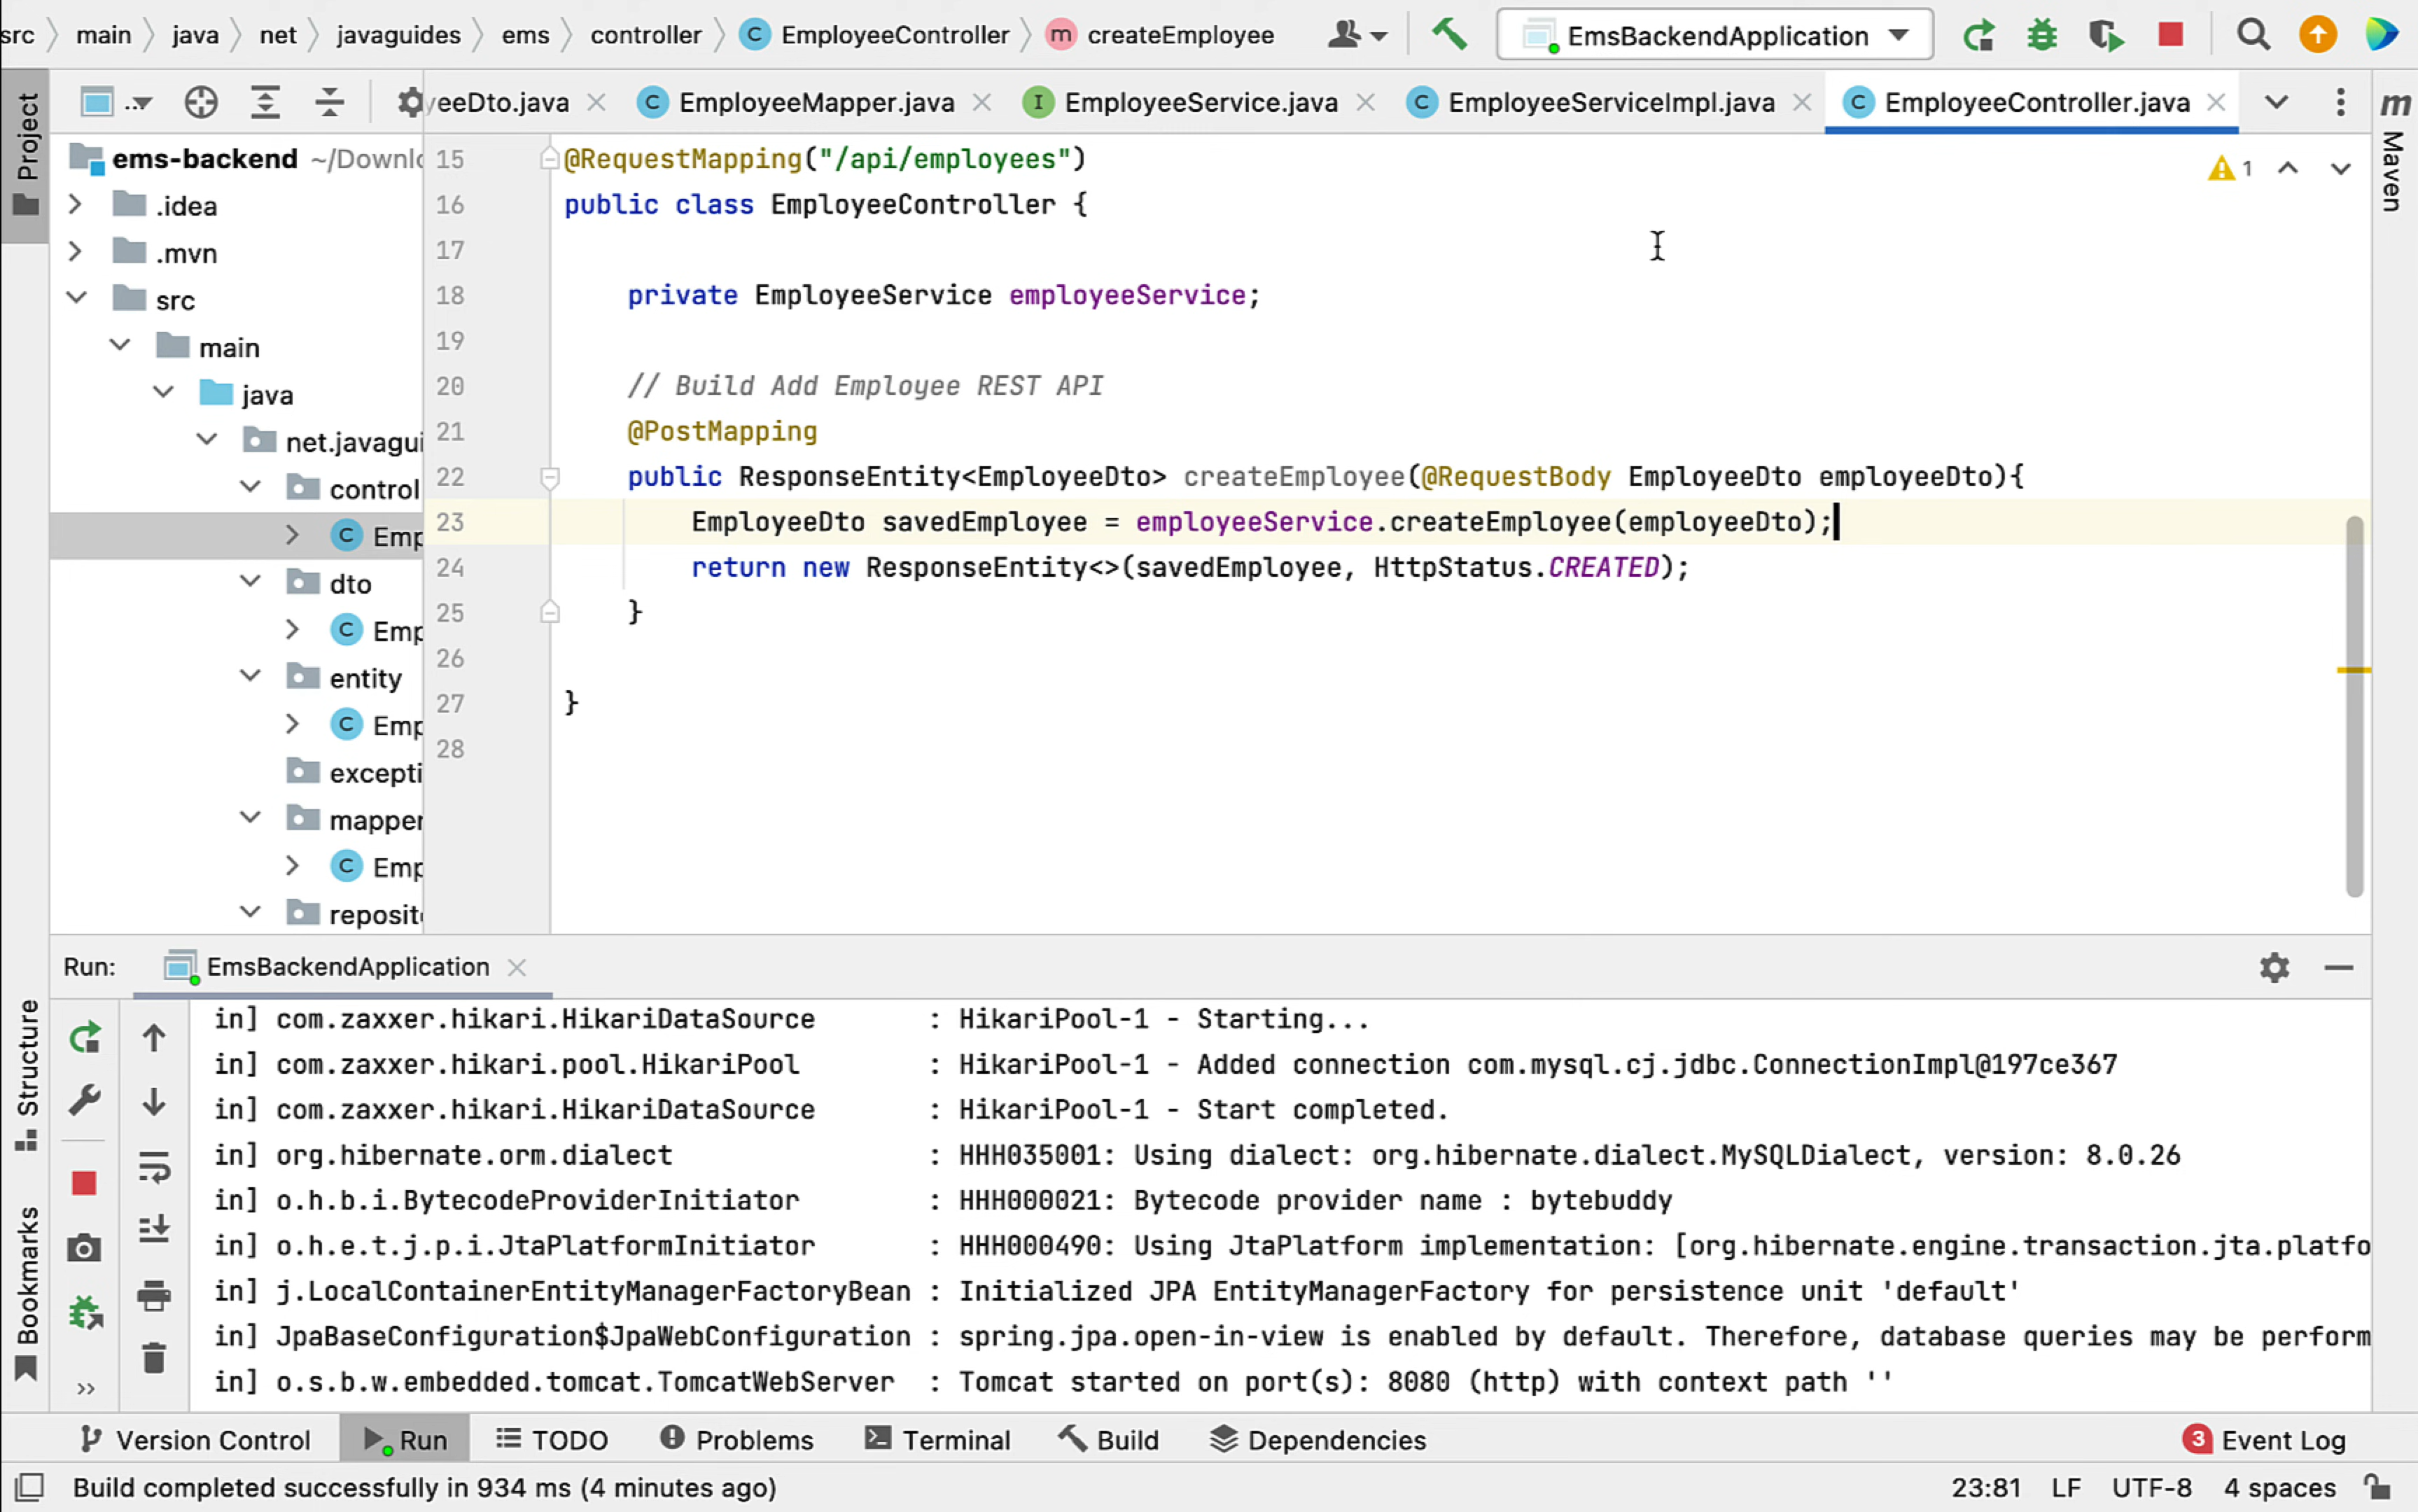 src main java net javaguides ems controller EmployeeController createEmployee EmsBackendApplication
yeeDto.java EmployeeMapper.java EmployeeService.java EmployeeServiceImpl.java EmployeeController.java
Project
Maven
ems-backend ~/Downlo
.idea
.mvn
src
main
java
net.javagui
control
Emp
dto
Emp
entity
Emp
excepti
mapper
Emp
reposit
1
15 @RequestMapping("/api/employees")
16 public class EmployeeController {
17
18 private EmployeeService employeeService;
19
20 // Build Add Employee REST API
21 @PostMapping
22 public ResponseEntity<EmployeeDto> createEmployee(@RequestBody EmployeeDto employeeDto){
23 EmployeeDto savedEmployee = employeeService.createEmployee(employeeDto);
24 return new ResponseEntity<>(savedEmployee, HttpStatus.CREATED);
25 }
26
27 }
28
Run: EmsBackendApplication
Structure
Bookmarks
in] com.zaxxer.hikari.HikariDataSource : HikariPool-1 - Starting...
in] com.zaxxer.hikari.pool.HikariPool : HikariPool-1 - Added connection com.mysql.cj.jdbc.ConnectionImpl@197ce367
in] com.zaxxer.hikari.HikariDataSource : HikariPool-1 - Start completed.
in] org.hibernate.orm.dialect : HHH035001: Using dialect: org.hibernate.dialect.MySQLDialect, version: 8.0.26
in] o.h.b.i.BytecodeProviderInitiator : HHH000021: Bytecode provider name : bytebuddy
in] o.h.e.t.j.p.i.JtaPlatformInitiator : HHH000490: Using JtaPlatform implementation: [org.hibernate.engine.transaction.jta.platfo
in] j.LocalContainerEntityManagerFactoryBean : Initialized JPA EntityManagerFactory for persistence unit 'default'
in] JpaBaseConfiguration$JpaWebConfiguration : spring.jpa.open-in-view is enabled by default. Therefore, database queries may be perform
in] o.s.b.w.embedded.tomcat.TomcatWebServer : Tomcat started on port(s): 8080 (http) with context path ''
Version Control Run TODO Problems Terminal Build Dependencies 3 Event Log
Build completed successfully in 934 ms (4 minutes ago) 23:81 LF UTF-8 4 spaces